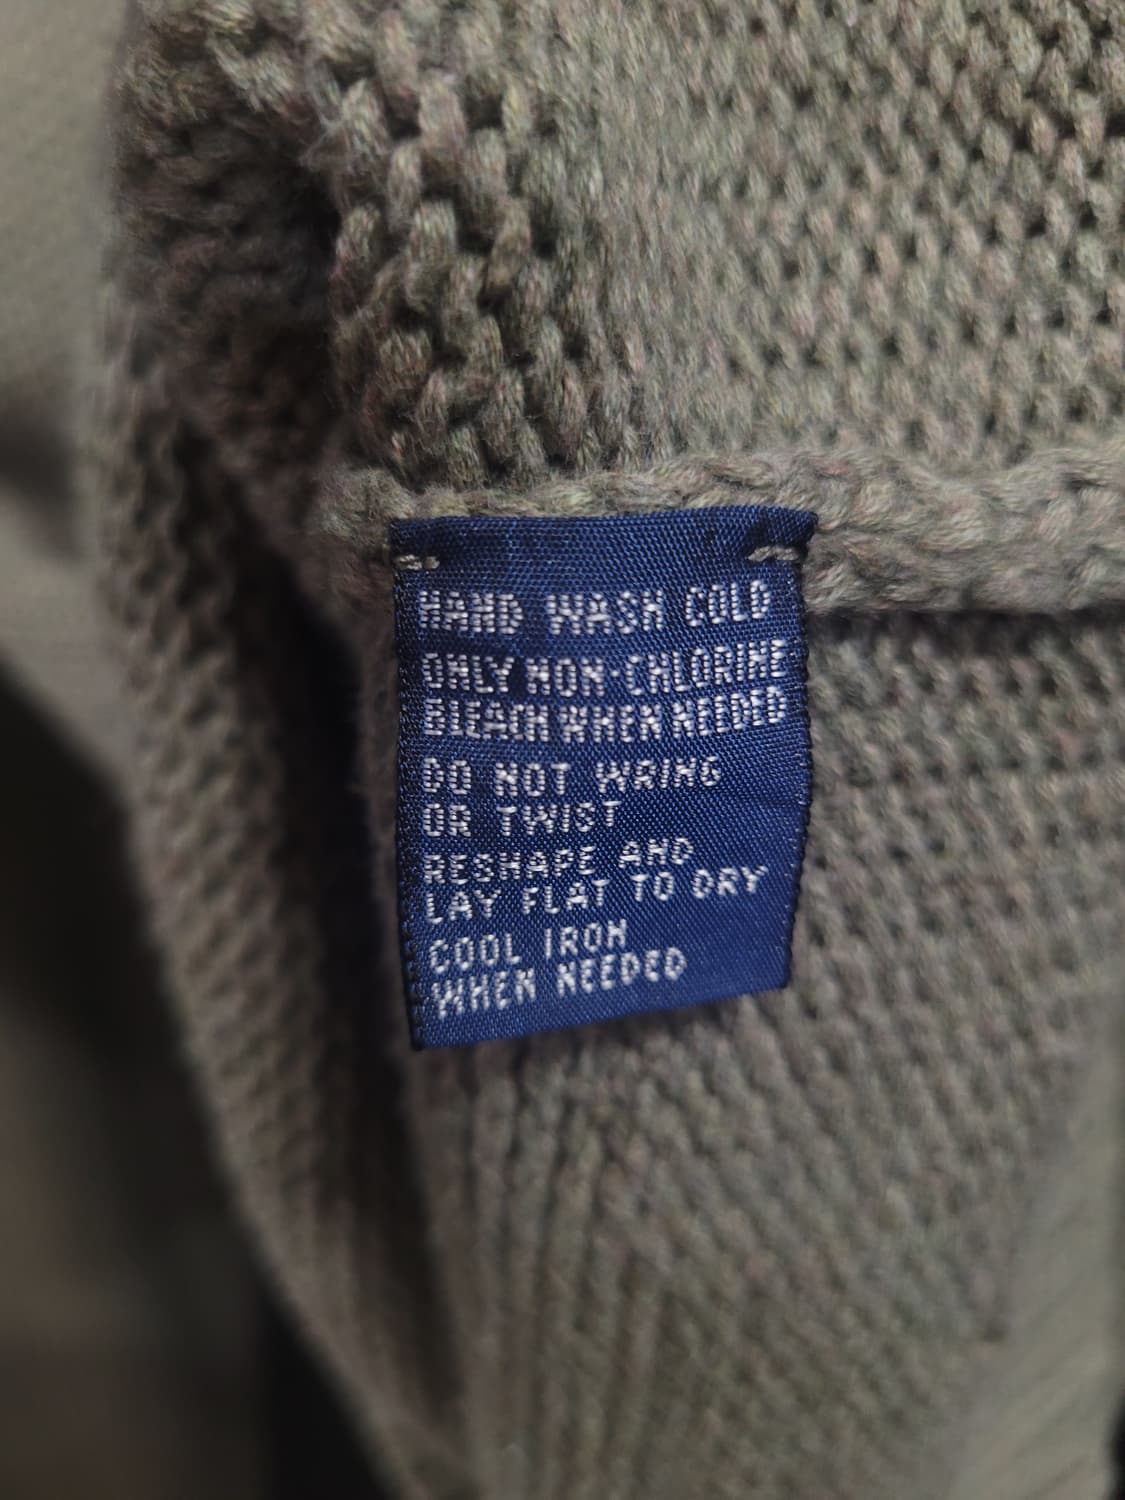 HAND WASH COLD
ONLY NON-CHLORINE
BLEACH WHEN NEEDED
DO NOT WRING
OR TWIST
RESHAPE AND
LAY FLAT TO DRY
COOL IRON
WHEN NEEDED